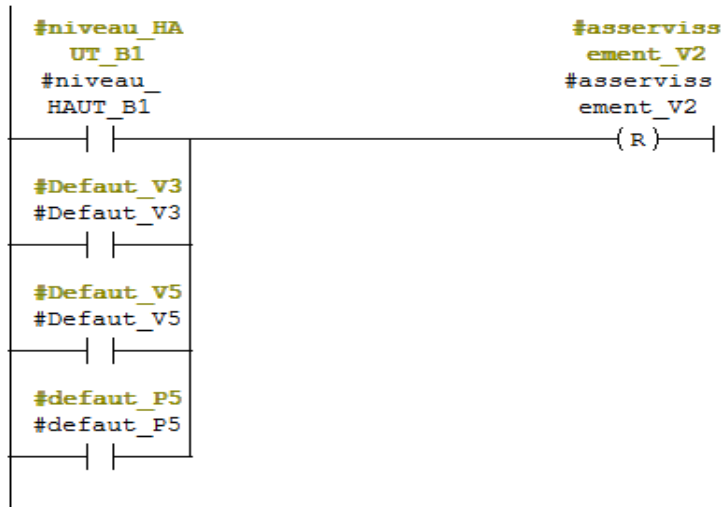 #niveau_HA
UT_B1
#niveau_
HAUT_B1
#asserviss
ement_V2
#asserviss
ement_V2
( R )
#Defaut_V3
#Defaut_V3
#Defaut_V5
#Defaut_V5
#defaut_P5
#defaut_P5